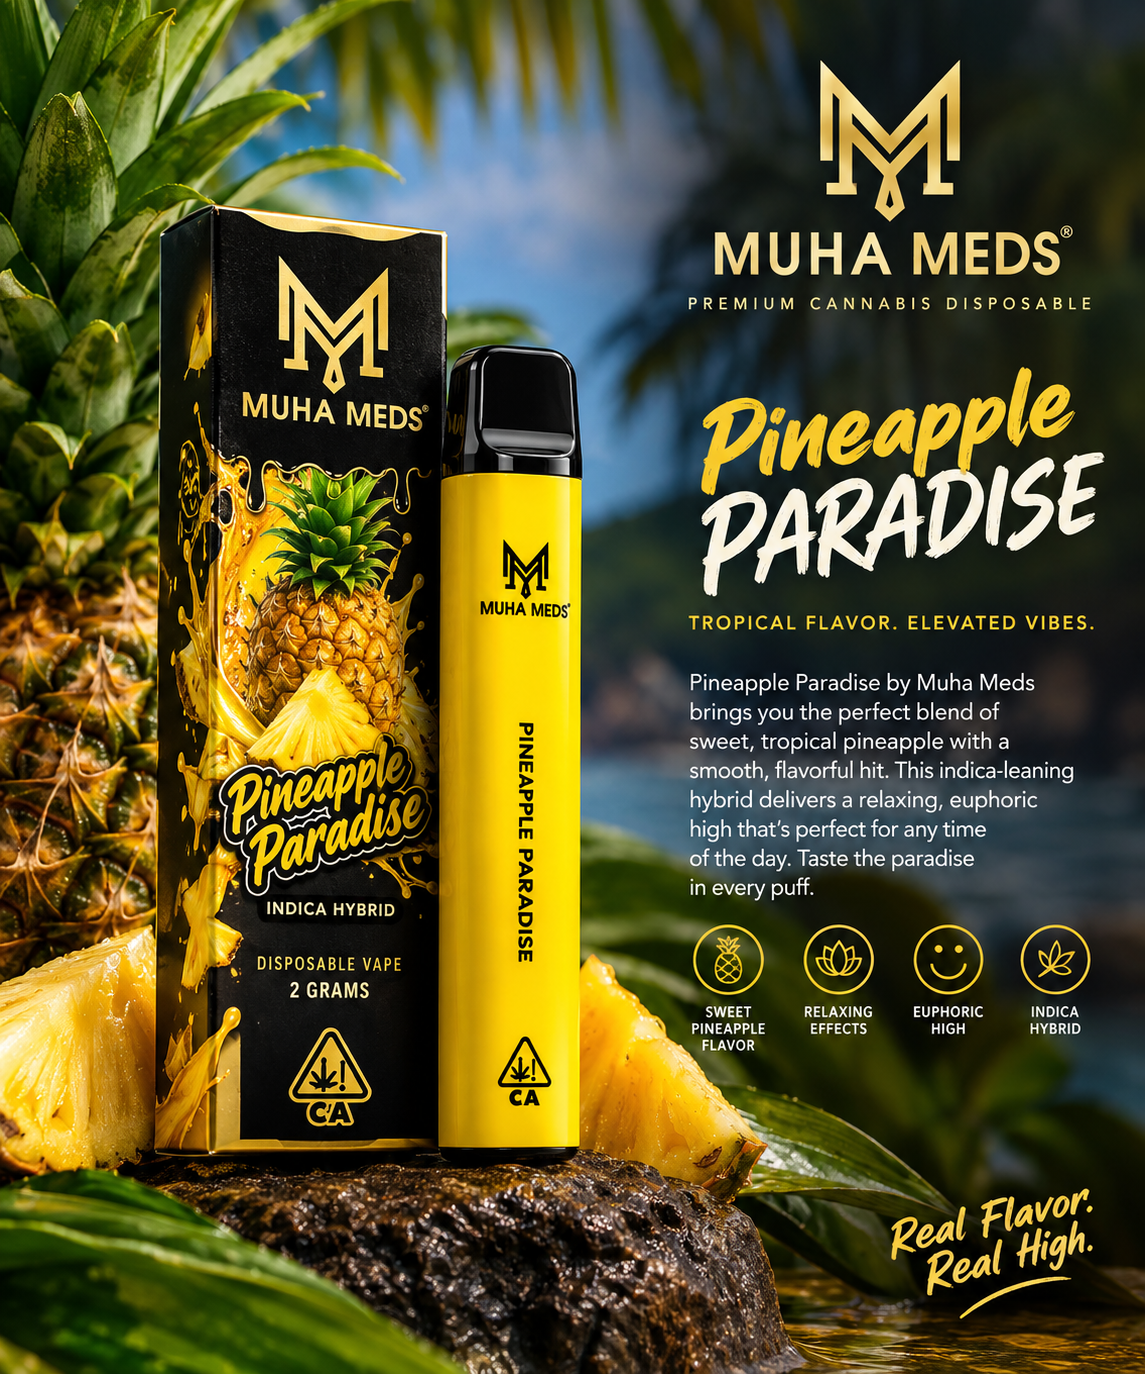 MUHA MEDS®
PREMIUM CANNABIS DISPOSABLE
Pineapple
PARADISE
TROPICAL FLAVOR. ELEVATED VIBES.
Pineapple Paradise by Muha Meds
brings you the perfect blend of
sweet, tropical pineapple with a
smooth, flavorful hit. This indica-leaning
hybrid delivers a relaxing, euphoric
high that's perfect for any time
of the day. Taste the paradise
in every puff.
SWEET
PINEAPPLE
FLAVOR
RELAXING
EFFECTS
EUPHORIC
HIGH
INDICA
HYBRID
Real Flavor.
Real High.
MUHA MEDS®
Pineapple
Paradise
INDICA HYBRID
DISPOSABLE VAPE
2 GRAMS
!
CA
MUHA MEDS®
PINEAPPLE PARADISE
!
CA